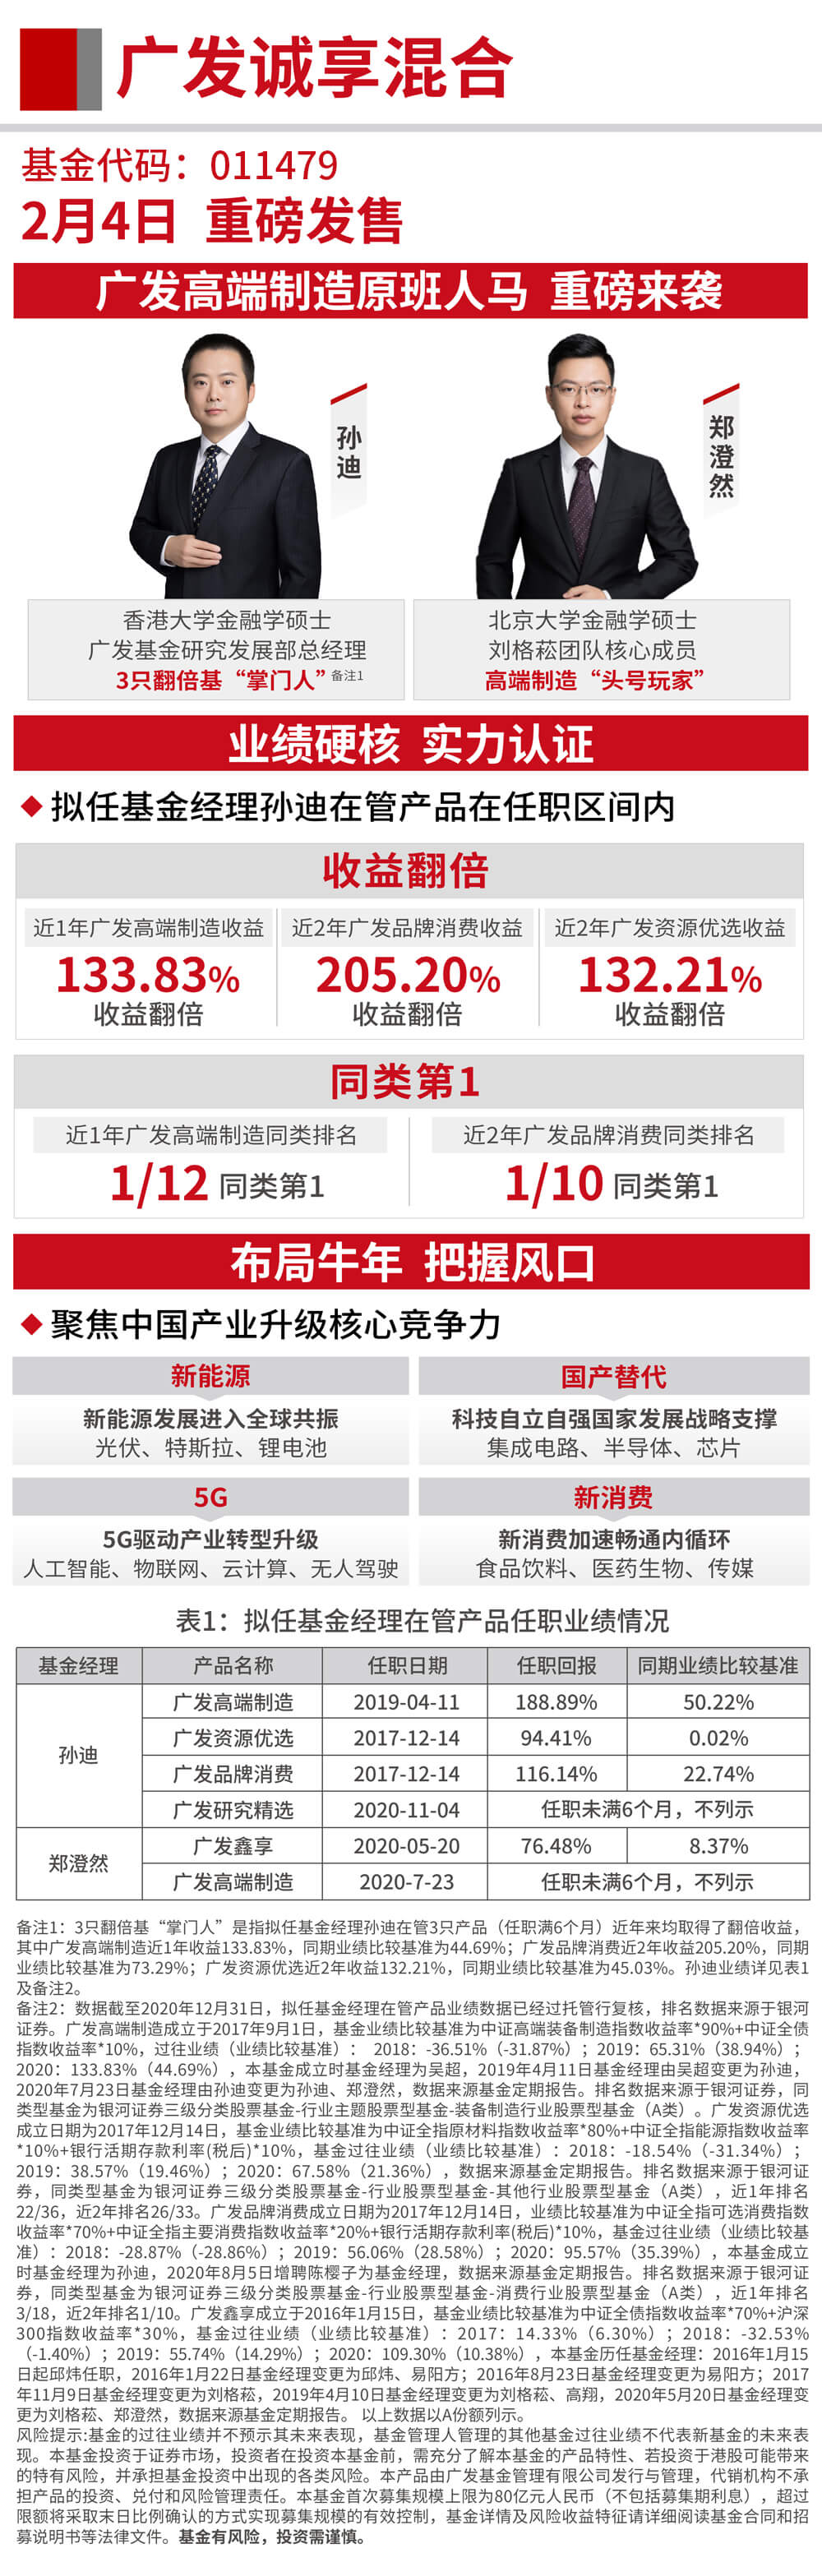 广发诚享混合
基金代码：011479
2月4日 重磅发售
广发高端制造原班人马 重磅来袭
孙迪
郑澄然
香港大学金融学硕士
广发基金研究发展部总经理
3只翻倍基“掌门人”备注1
北京大学金融学硕士
刘格菘团队核心成员
高端制造“头号玩家”
业绩硬核 实力认证
拟任基金经理孙迪在管产品在任职区间内
收益翻倍
近1年广发高端制造收益 近2年广发品牌消费收益 近2年广发资源优选收益
133.83% 205.20% 132.21%
收益翻倍 收益翻倍 收益翻倍
同类第1
近1年广发高端制造同类排名 近2年广发品牌消费同类排名
1/12 同类第1 1/10 同类第1
布局牛年 把握风口
聚焦中国产业升级核心竞争力
新能源
新能源发展进入全球共振
光伏、特斯拉、锂电池
国产替代
科技自立自强国家发展战略支撑
集成电路、半导体、芯片
5G
5G驱动产业转型升级
人工智能、物联网、云计算、无人驾驶
新消费
新消费加速畅通内循环
食品饮料、医药生物、传媒
表1：拟任基金经理在管产品任职业绩情况
基金经理 产品名称 任职日期 任职回报 同期业绩比较基准
孙迪
广发高端制造 2019-04-11 188.89% 50.22%
广发资源优选 2017-12-14 94.41% 0.02%
广发品牌消费 2017-12-14 116.14% 22.74%
广发研究精选 2020-11-04 任职未满6个月，不列示
郑澄然
广发鑫享 2020-05-20 76.48% 8.37%
广发高端制造 2020-7-23 任职未满6个月，不列示
备注1：3只翻倍基“掌门人”是指拟任基金经理孙迪在管3只产品（任职满6个月）近年来均取得了翻倍收益，
其中广发高端制造近1年收益133.83%，同期业绩比较基准为44.69%；广发品牌消费近2年收益205.20%，同期
业绩比较基准为73.29%；广发资源优选近2年收益132.21%，同期业绩比较基准为45.03%。孙迪业绩详见表1
及备注2。
备注2：数据截至2020年12月31日，拟任基金经理在管产品业绩数据已经过托管行复核，排名数据来源于银河
证券。广发高端制造成立于2017年9月1日，基金业绩比较基准为中证高端装备制造指数收益率*90%+中证全债
指数收益率*10%，过往业绩（业绩比较基准）： 2018：-36.51%（-31.87%）；2019：65.31%（38.94%）；
2020：133.83%（44.69%），本基金成立时基金经理为吴超，2019年4月11日基金经理由吴超变更为孙迪，
2020年7月23日基金经理由孙迪变更为孙迪、郑澄然，数据来源基金定期报告。排名数据来源于银河证券，同
类型基金为银河证券三级分类股票基金-行业主题股票型基金-装备制造行业股票型基金（A类）。广发资源优选
成立日期为2017年12月14日，基金业绩比较基准为中证全指原材料指数收益率*80%+中证全指能源指数收益率
*10%+银行活期存款利率(税后)*10%，基金过往业绩（业绩比较基准）：2018：-18.54%（-31.34%）；
2019：38.57%（19.46%）；2020：67.58%（21.36%），数据来源基金定期报告。排名数据来源于银河证
券，同类型基金为银河证券三级分类股票基金-行业股票型基金-其他行业股票型基金（A类），近1年排名
22/36，近2年排名26/33。广发品牌消费成立日期为2017年12月14日，业绩比较基准为中证全指可选消费指数
收益率*70%+中证全指主要消费指数收益率*20%+银行活期存款利率(税后)*10%，基金过往业绩（业绩比较基
准）：2018：-28.87%（-28.86%）；2019：56.06%（28.58%）；2020：95.57%（35.39%），本基金成立
时基金经理为孙迪，2020年8月5日增聘陈樱子为基金经理，数据来源基金定期报告。排名数据来源于银河证
券，同类型基金为银河证券三级分类股票基金-行业股票型基金-消费行业股票型基金（A类），近1年排名
3/18，近2年排名1/10。广发鑫享成立于2016年1月15日，基金业绩比较基准为中证全债指数收益率*70%+沪深
300指数收益率*30%，基金过往业绩（业绩比较基准）：2017：14.33%（6.30%）；2018：-32.53%
（-1.40%）；2019：55.74%（14.29%）；2020：109.30%（10.38%），本基金历任基金经理：2016年1月15
日起邱炜任职，2016年1月22日基金经理变更为邱炜、易阳方；2016年8月23日基金经理变更为易阳方；2017
年11月9日基金经理变更为刘格菘，2019年4月10日基金经理变更为刘格菘、高翔，2020年5月20日基金经理变
更为刘格菘、郑澄然，数据来源基金定期报告。 以上数据以A份额列示。
风险提示:基金的过往业绩并不预示其未来表现，基金管理人管理的其他基金过往业绩不代表新基金的未来表
现。本基金投资于证券市场，投资者在投资本基金前，需充分了解本基金的产品特性、若投资于港股可能带来
的特有风险，并承担基金投资中出现的各类风险。本产品由广发基金管理有限公司发行与管理，代销机构不承
担产品的投资、兑付和风险管理责任。本基金首次募集规模上限为80亿元人民币（不包括募集期利息），超过
限额将采取末日比例确认的方式实现募集规模的有效控制，基金详情及风险收益特征请详细阅读基金合同和招
募说明书等法律文件。基金有风险，投资需谨慎。